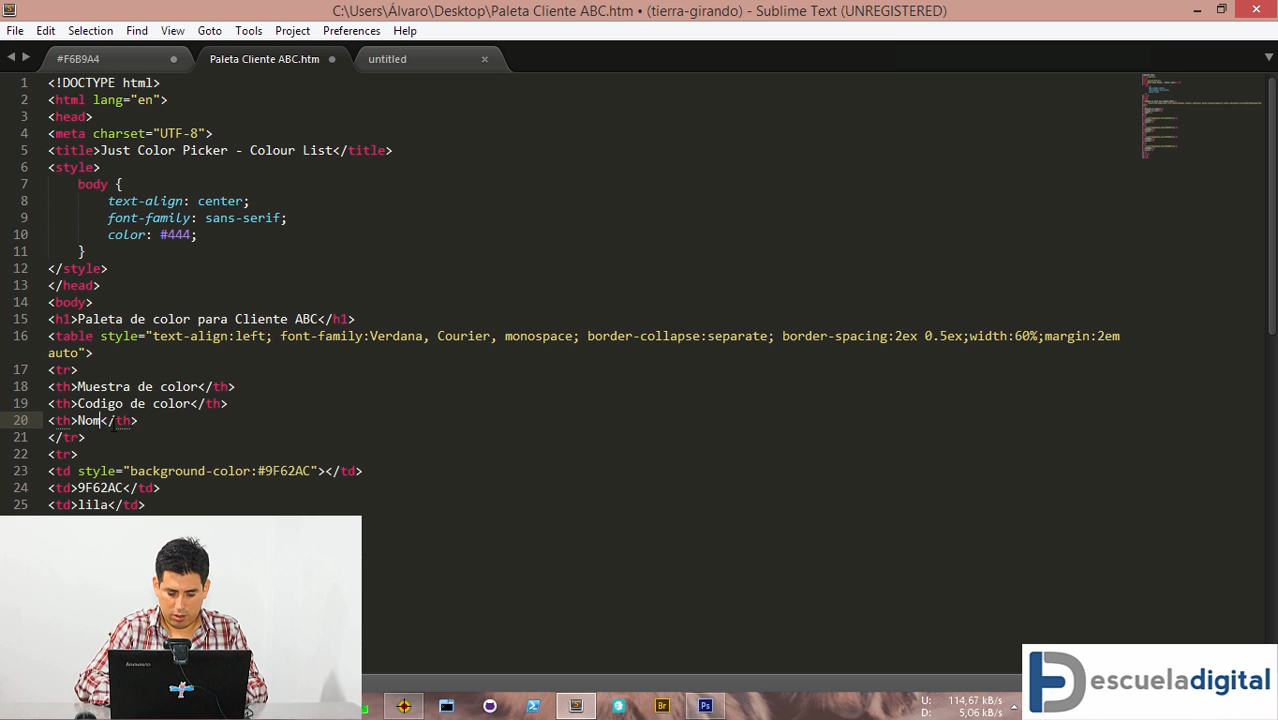 C:\Users\Álvaro\Desktop\Paleta Cliente ABC.htm • (tierra-girando) - Sublime Text (UNREGISTERED)
File Edit Selection Find View Goto Tools Project Preferences Help
#F6B9A4 Paleta Cliente ABC.htm untitled
1 <!DOCTYPE html>
2 <html lang="en">
3 <head>
4 <meta charset="UTF-8">
5 <title>Just Color Picker - Colour List</title>
6 <style>
7 body {
8 text-align: center;
9 font-family: sans-serif;
10 color: #444;
11 }
12 </style>
13 </head>
14 <body>
15 <h1>Paleta de color para Cliente ABC</h1>
16 <table style="text-align:left; font-family:Verdana, Courier, monospace; border-collapse:separate; border-spacing:2ex 0.5ex;width:60%;margin:2em
auto">
17 <tr>
18 <th>Muestra de color</th>
19 <th>Codigo de color</th>
20 <th>Nom</th>
21 </tr>
22 <tr>
23 <td style="background-color:#9F62AC"></td>
24 <td>9F62AC</td>
25 <td>lila</td>
lenovo
escueladigital
Br Ps
U: 114,67 kB/s
D: 5,06 kB/s